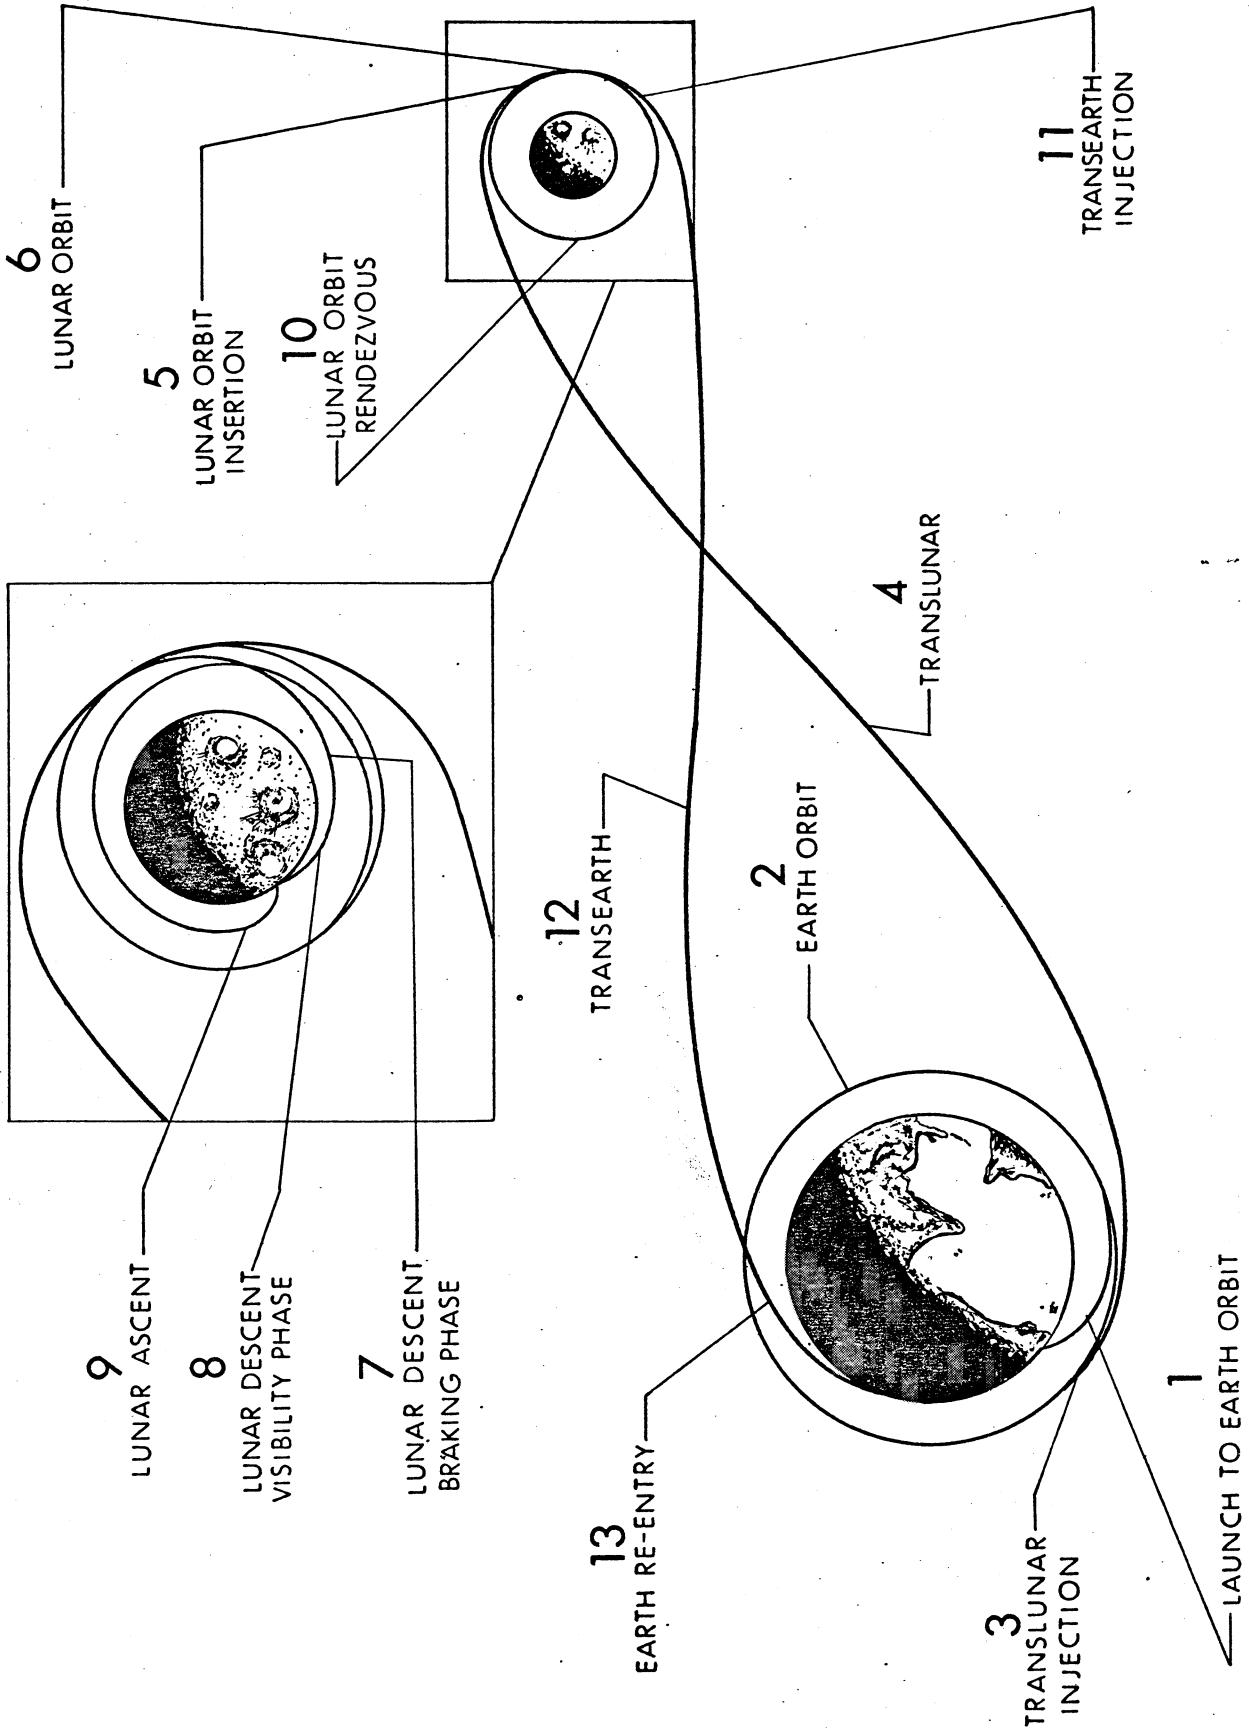 6
LUNAR ORBIT
5
LUNAR ORBIT
INSERTION
10
LUNAR ORBIT
RENDEZVOUS
11
TRANSEARTH
INJECTION
9
LUNAR ASCENT
8
LUNAR DESCENT
VISIBILITY PHASE
7
LUNAR DESCENT
BRAKING PHASE
12
TRANSEARTH
4
TRANSLUNAR
2
EARTH ORBIT
13
EARTH RE-ENTRY
3
TRANSLUNAR
INJECTION
1
LAUNCH TO EARTH ORBIT